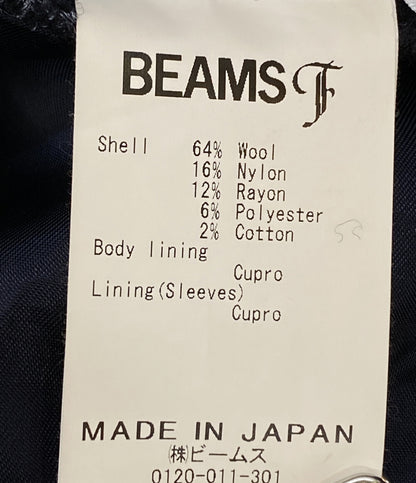 BEAMS F
Shell 64% Wool
16% Nylon
12% Rayon
6% Polyester
2% Cotton
Body lining
Cupro
Lining(Sleeves)
Cupro
MADE IN JAPAN
㈱ビームス
0120-011-301